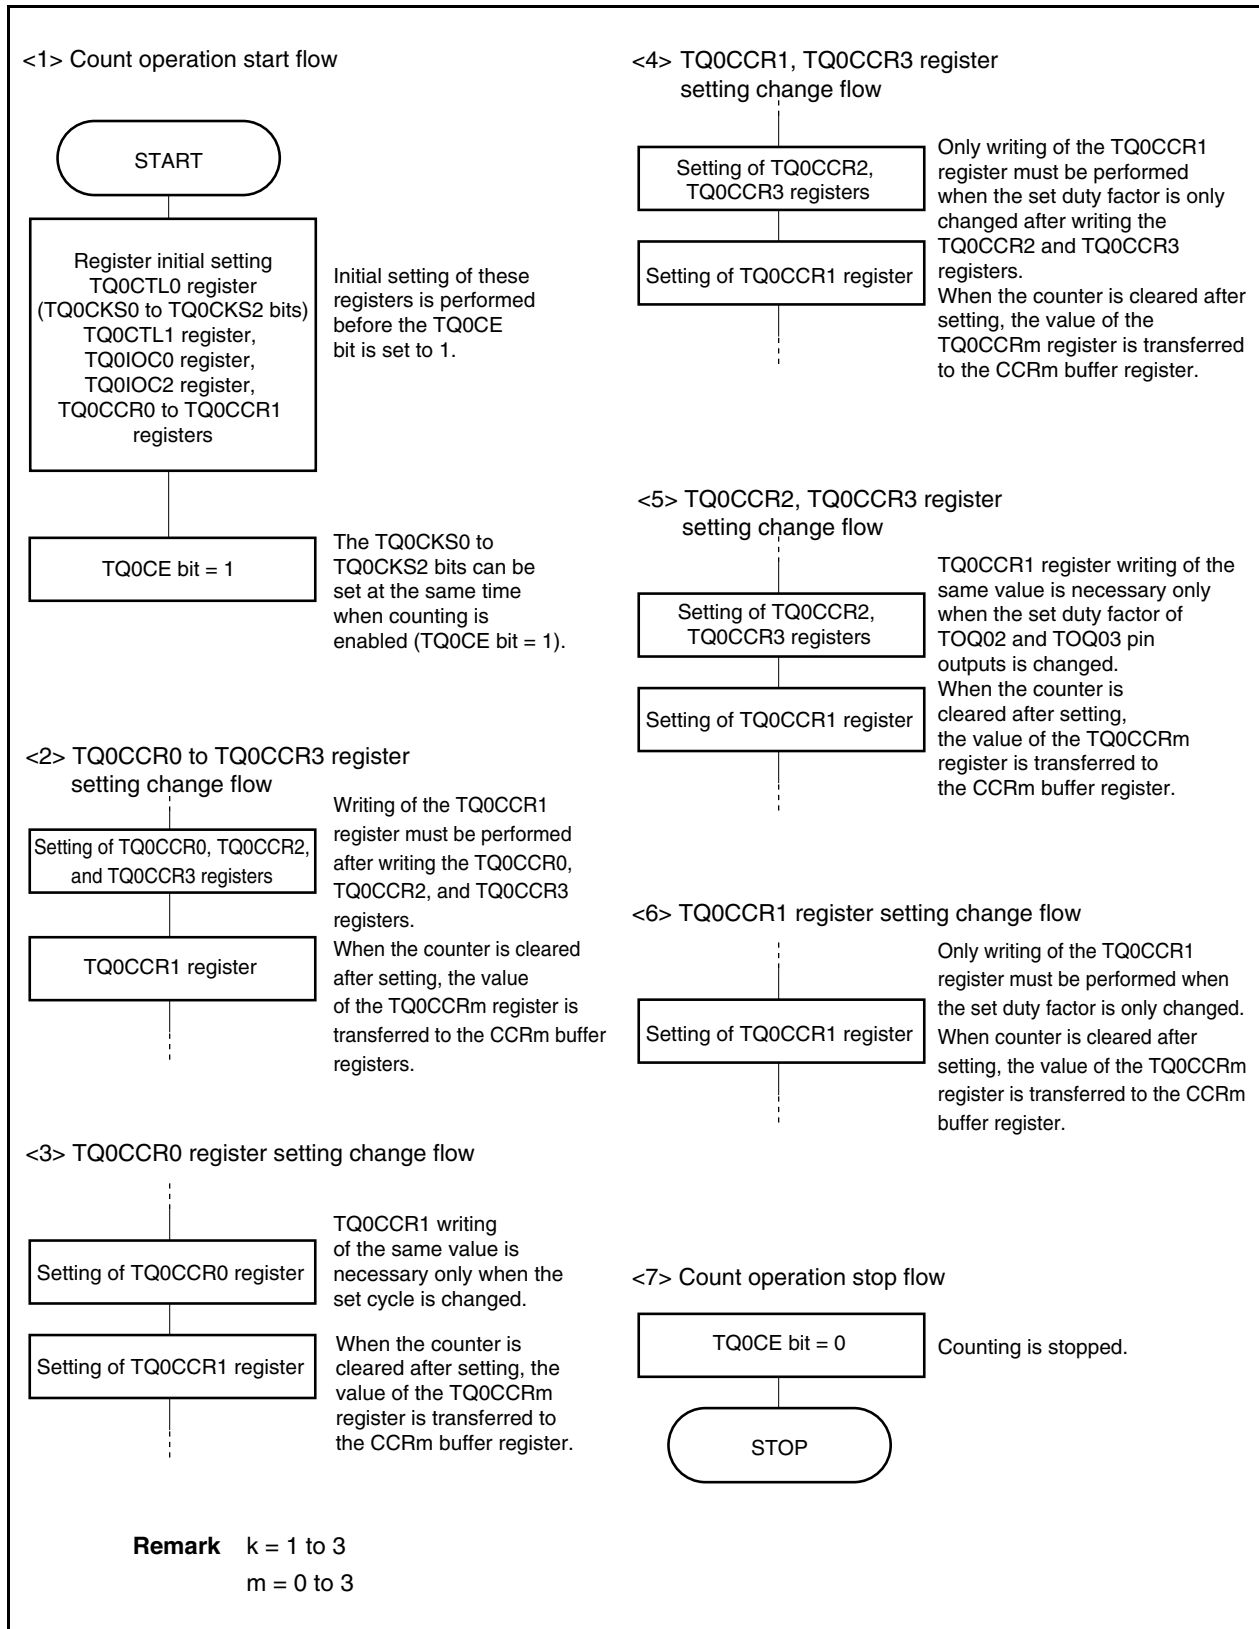 <1> Count operation start flow
START
Register initial setting
TQ0CTL0 register
(TQ0CKS0 to TQ0CKS2 bits)
TQ0CTL1 register,
TQ0IOC0 register,
TQ0IOC2 register,
TQ0CCR0 to TQ0CCR1
registers
Initial setting of these
registers is performed
before the TQ0CE
bit is set to 1.
TQ0CE bit = 1
The TQ0CKS0 to
TQ0CKS2 bits can be
set at the same time
when counting is
enabled (TQ0CE bit = 1).
<2> TQ0CCR0 to TQ0CCR3 register
setting change flow
Setting of TQ0CCR0, TQ0CCR2,
and TQ0CCR3 registers
TQ0CCR1 register
Writing of the TQ0CCR1
register must be performed
after writing the TQ0CCR0,
TQ0CCR2, and TQ0CCR3
registers.
When the counter is cleared
after setting, the value
of the TQ0CCRm register is
transferred to the CCRm buffer
registers.
<3> TQ0CCR0 register setting change flow
Setting of TQ0CCR0 register
TQ0CCR1 writing
of the same value is
necessary only when the
set cycle is changed.
Setting of TQ0CCR1 register
When the counter is
cleared after setting, the
value of the TQ0CCRm
register is transferred to
the CCRm buffer register.
<4> TQ0CCR1, TQ0CCR3 register
setting change flow
Setting of TQ0CCR2,
TQ0CCR3 registers
Setting of TQ0CCR1 register
Only writing of the TQ0CCR1
register must be performed
when the set duty factor is only
changed after writing the
TQ0CCR2 and TQ0CCR3
registers.
When the counter is cleared after
setting, the value of the
TQ0CCRm register is transferred
to the CCRm buffer register.
<5> TQ0CCR2, TQ0CCR3 register
setting change flow
Setting of TQ0CCR2,
TQ0CCR3 registers
Setting of TQ0CCR1 register
TQ0CCR1 register writing of the
same value is necessary only
when the set duty factor of
TOQ02 and TOQ03 pin
outputs is changed.
When the counter is
cleared after setting,
the value of the TQ0CCRm
register is transferred to
the CCRm buffer register.
<6> TQ0CCR1 register setting change flow
Setting of TQ0CCR1 register
Only writing of the TQ0CCR1
register must be performed when
the set duty factor is only changed.
When counter is cleared after
setting, the value of the TQ0CCRm
register is transferred to the CCRm
buffer register.
<7> Count operation stop flow
TQ0CE bit = 0
Counting is stopped.
STOP
Remark k = 1 to 3
m = 0 to 3